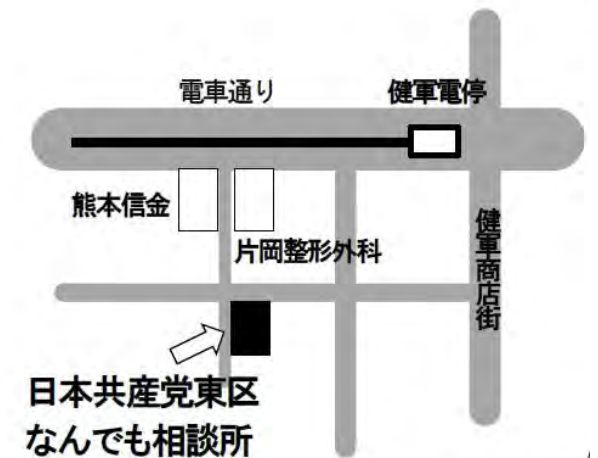 電車通り
健軍電停
熊本信金
片岡整形外科
健軍商店街
日本共産党東区
なんでも相談所